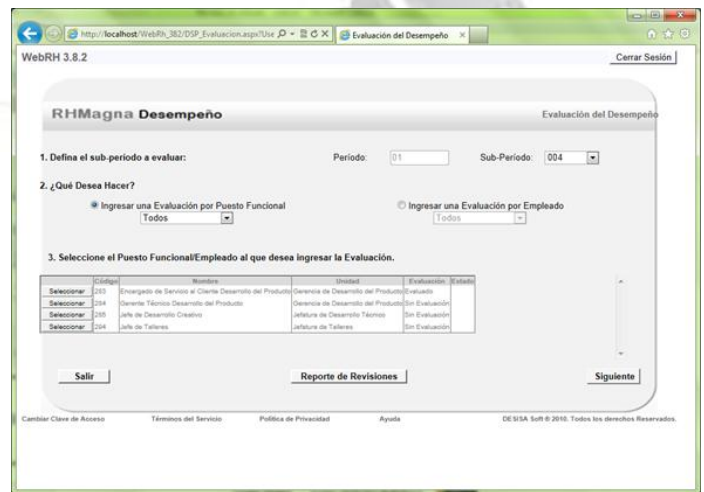 http://localhost/WebRh_382/DSP_Evaluacion.aspx?Use
Evaluación del Desempeño
WebRH 3.8.2
Cerrar Sesión
RHMagna Desempeño
Evaluación del Desempeño
1. Defina el sub-periodo a evaluar:
Período: 01
Sub-Período: 004
2. ¿Qué Desea Hacer?
Ingresar una Evaluación por Puesto Funcional
Ingresar una Evaluación por Empleado
Todos
Todos
3. Seleccione el Puesto Funcional/Empleado al que desea ingresar la Evaluación.
Código Nombre Unidad Evaluación Estado
Seleccionar 283 Encargado de Servicio al Cliente Desarrollo del Producto Gerencia de Desarrollo del Producto Evaluado
Seleccionar 284 Gerente Técnico Desarrollo del Producto Gerencia de Desarrollo del Producto Sin Evaluación
Seleccionar 285 Jefe de Desarrollo Creativo Jefatura de Desarrollo Técnico Sin Evaluación
Seleccionar 294 Jefe de Talleres Jefatura de Talleres Sin Evaluación
Salir
Reporte de Revisiones
Siguiente
Cambiar Clave de Acceso
Términos del Servicio
Política de Privacidad
Ayuda
DESISA Soft © 2010. Todos los derechos Reservados.